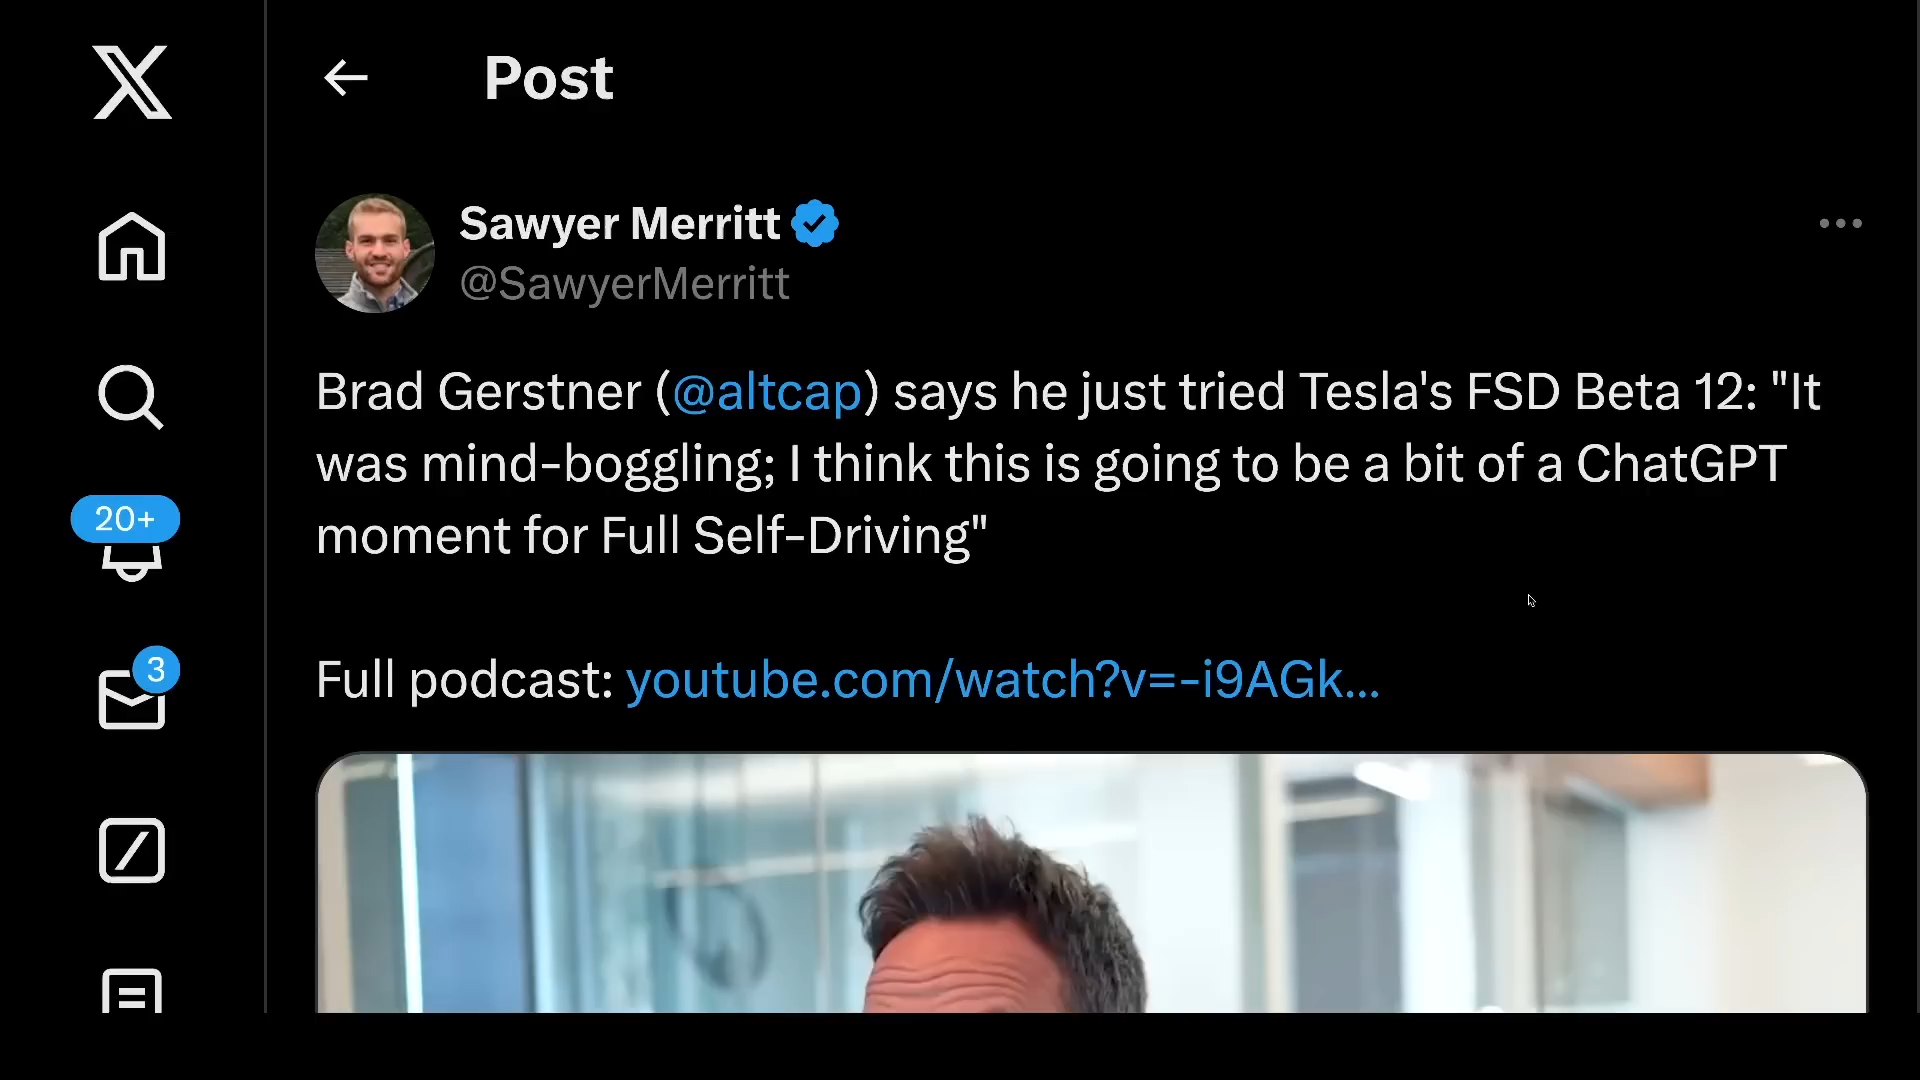 Post
Sawyer Merritt
@SawyerMerritt
Brad Gerstner (@altcap) says he just tried Tesla's FSD Beta 12: "It
was mind-boggling; I think this is going to be a bit of a ChatGPT
moment for Full Self-Driving"
20+
Full podcast: youtube.com/watch?v=-i9AGk...
3